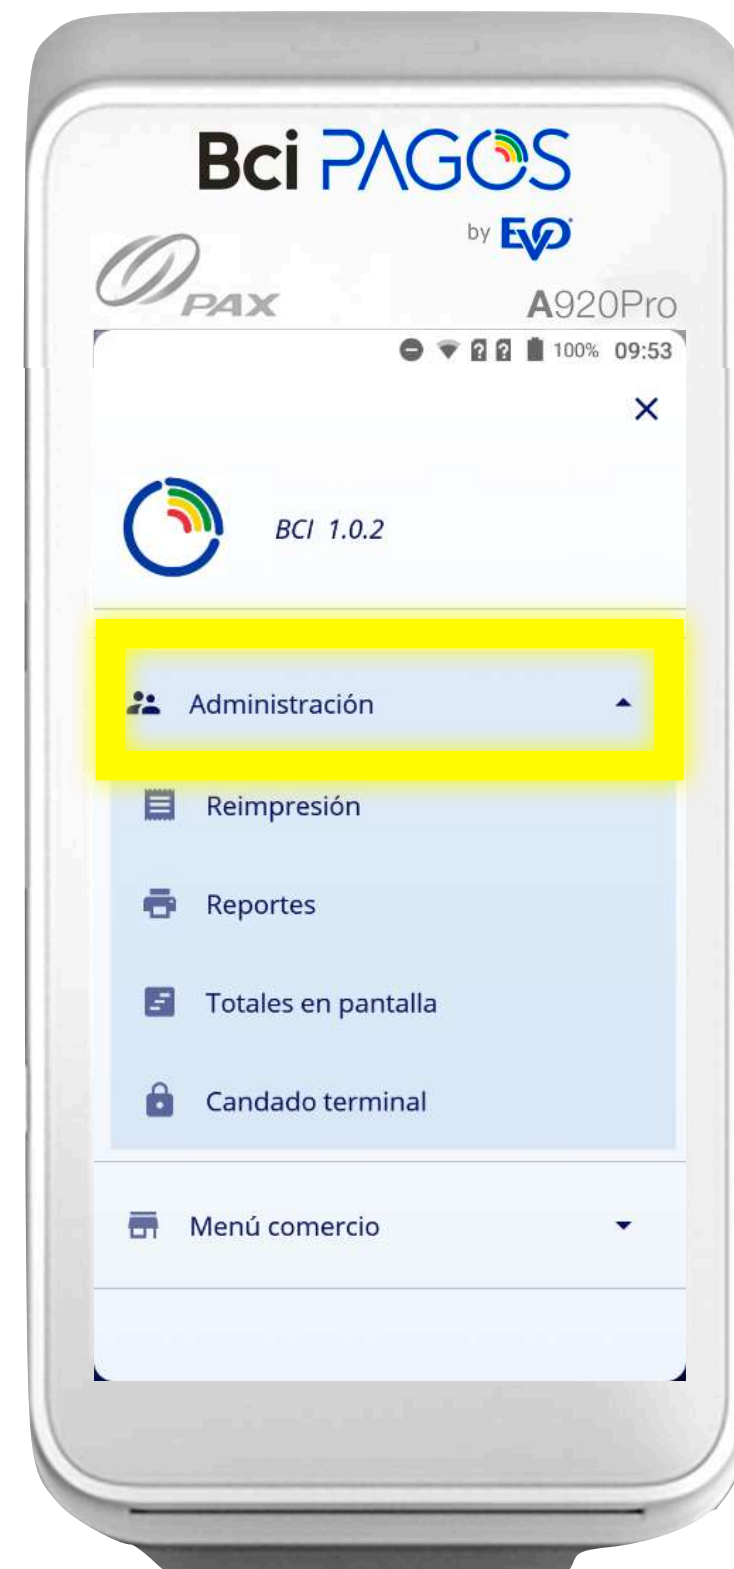 Bci PAGOS
by EVO
PAX
A920Pro
100% 09:53
BCI 1.0.2
Administración
Reimpresión
Reportes
Totales en pantalla
Candado terminal
Menú comercio